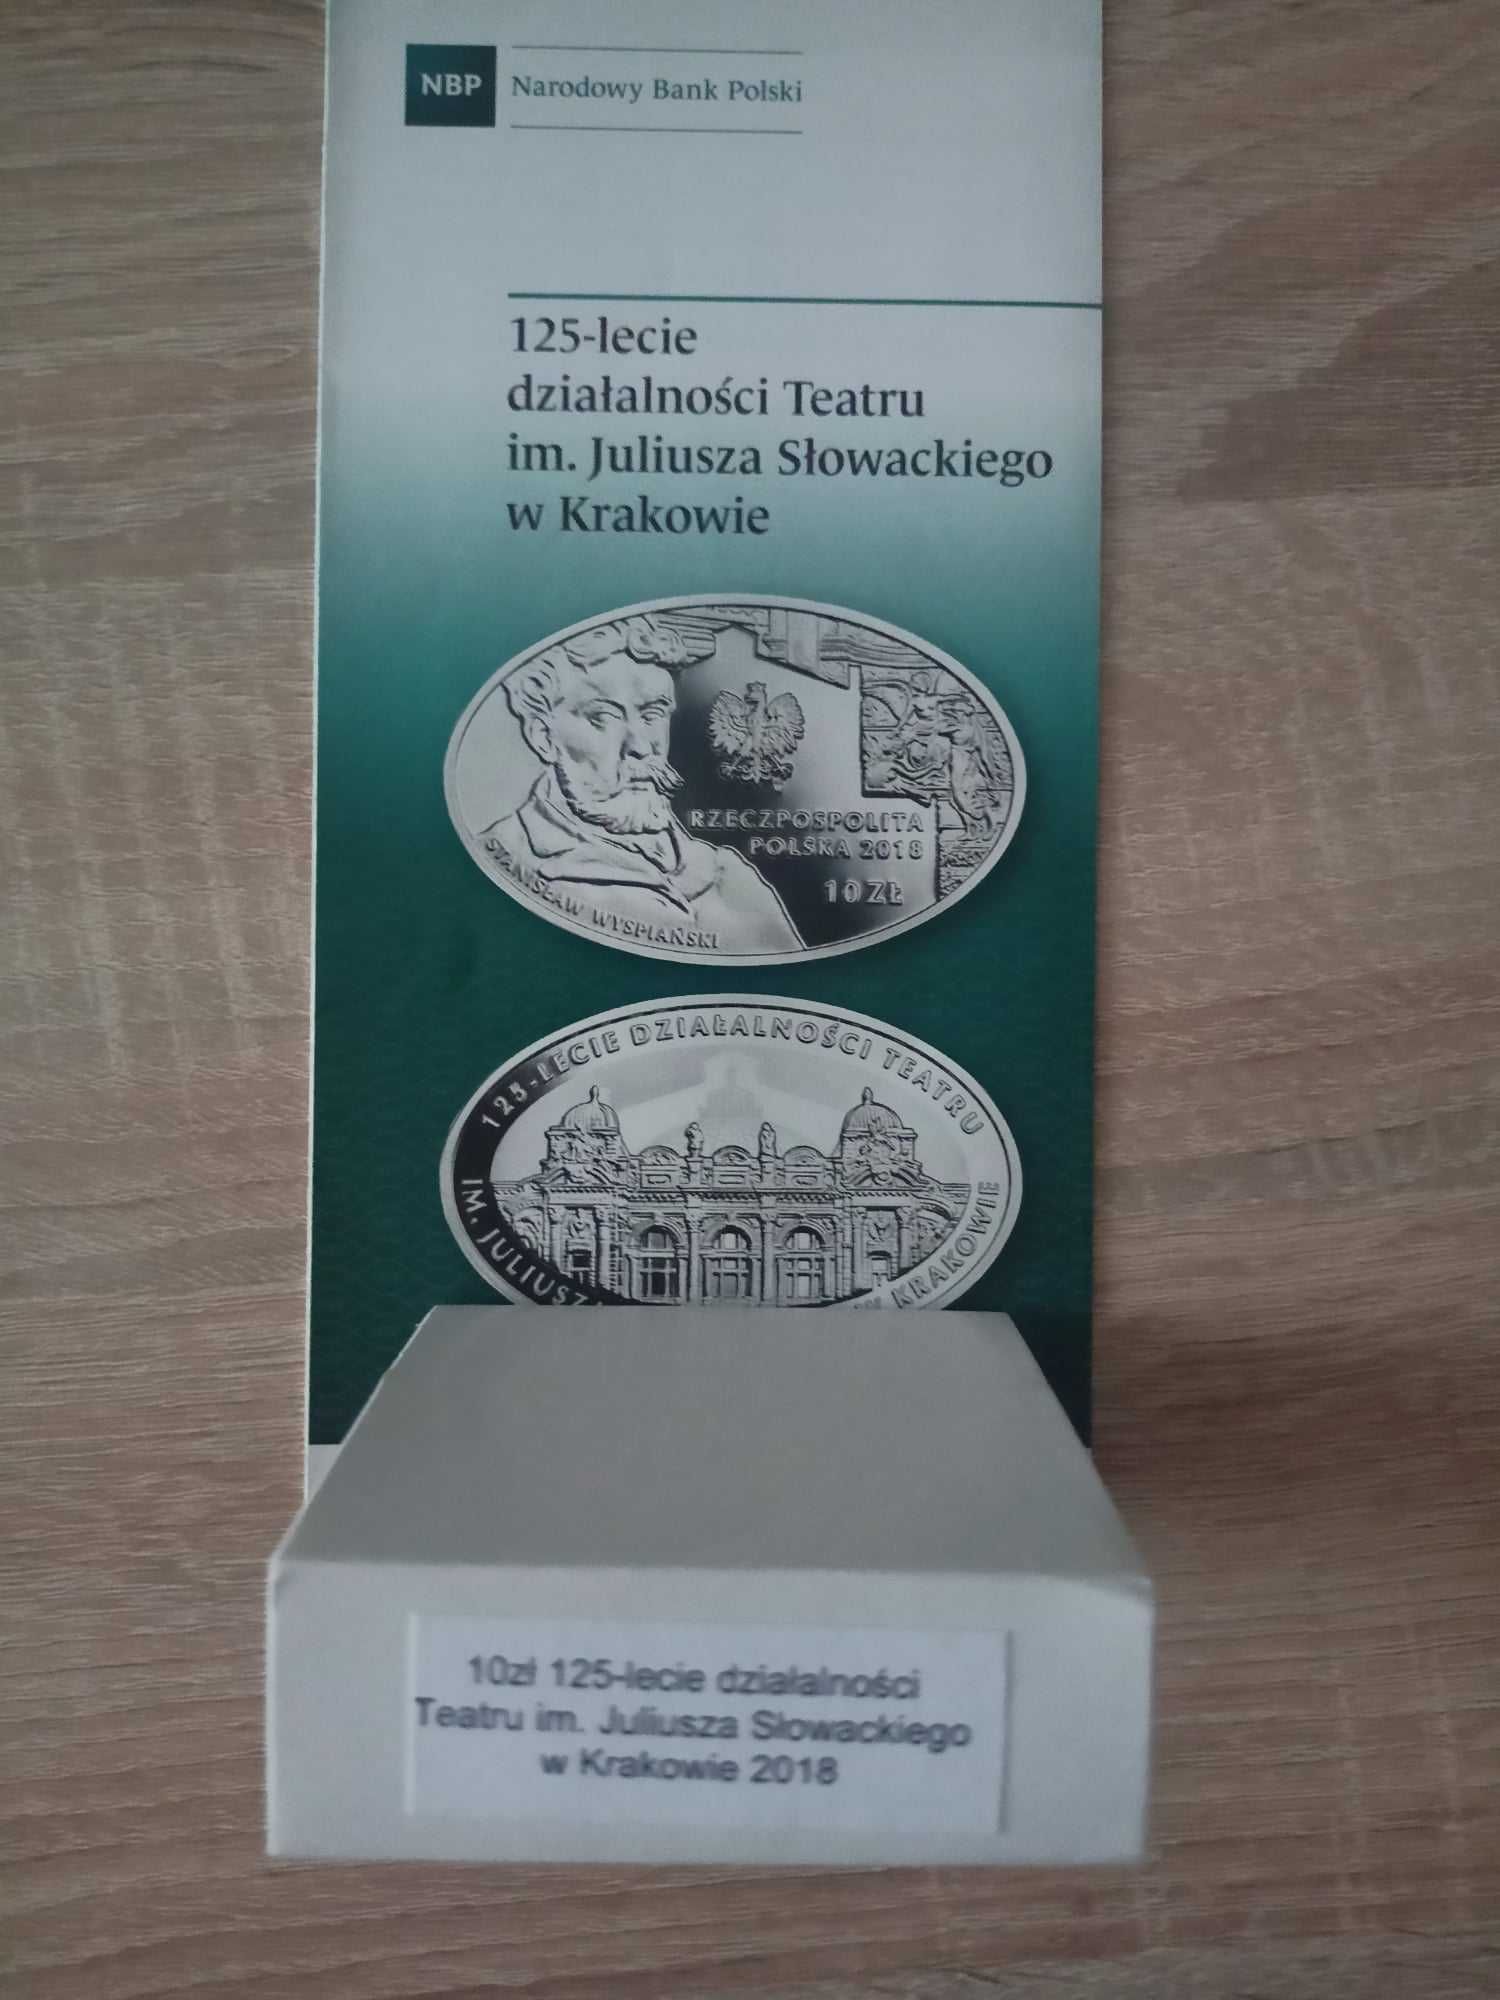 NBP Narodowy Bank Polski
125-lecie
działalności Teatru
im. Juliusza Słowackiego
w Krakowie
RZECZPOSPOLITA
POLSKA 2018
10 ZŁ
STANISŁAW WYSPIAŃSKI
125-LECIE DZIAŁALNOŚCI TEATRU
IM. JULIUSZ
W KRAKOWIE
10zł 125-lecie działalności
Teatru im. Juliusza Słowackiego
w Krakowie 2018